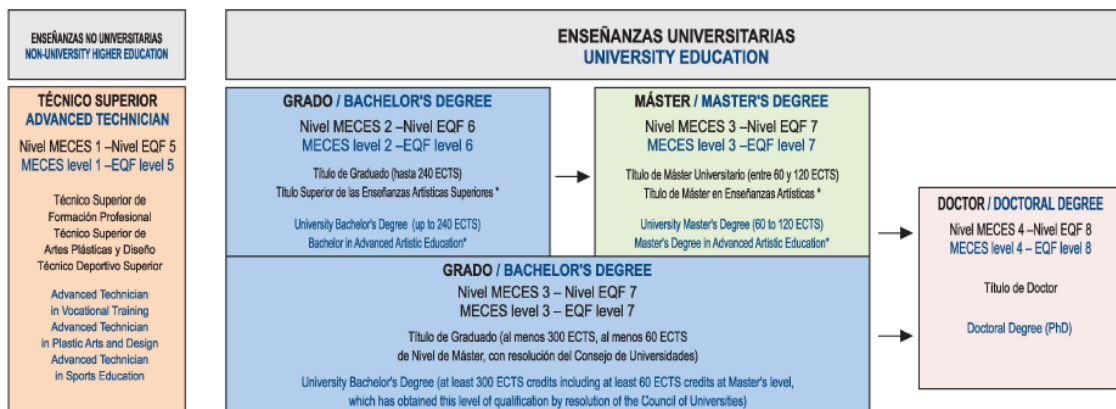 ENSEÑANZAS NO UNIVERSITARIAS
NON-UNIVERSITY HIGHER EDUCATION
ENSEÑANZAS UNIVERSITARIAS
UNIVERSITY EDUCATION
TÉCNICO SUPERIOR
ADVANCED TECHNICIAN
Nivel MECES 1 –Nivel EQF 5
MECES level 1 –EQF level 5
Técnico Superior de
Formación Profesional
Técnico Superior de
Artes Plásticas y Diseño
Técnico Deportivo Superior
Advanced Technician
in Vocational Training
Advanced Technician
in Plastic Arts and Design
Advanced Technician
in Sports Education
GRADO / BACHELOR'S DEGREE
Nivel MECES 2 –Nivel EQF 6
MECES level 2 –EQF level 6
Título de Graduado (hasta 240 ECTS)
Título Superior de las Enseñanzas Artísticas Superiores *
University Bachelor's Degree (up to 240 ECTS)
Bachelor in Advanced Artistic Education*
MÁSTER / MASTER'S DEGREE
Nivel MECES 3 –Nivel EQF 7
MECES level 3 –EQF level 7
Título de Máster Universitario (entre 60 y 120 ECTS)
Título de Máster en Enseñanzas Artísticas *
University Master's Degree (60 to 120 ECTS)
Master's Degree in Advanced Artistic Education*
GRADO / BACHELOR'S DEGREE
Nivel MECES 3 – Nivel EQF 7
MECES level 3 – EQF level 7
Título de Graduado (al menos 300 ECTS, al menos 60 ECTS
de Nivel de Máster, con resolución del Consejo de Universidades)
University Bachelor's Degree (at least 300 ECTS credits including at least 60 ECTS credits at Master's level,
which has obtained this level of qualification by resolution of the Council of Universities)
DOCTOR / DOCTORAL DEGREE
Nivel MECES 4 –Nivel EQF 8
MECES level 4 – EQF level 8
Título de Doctor
Doctoral Degree (PhD)